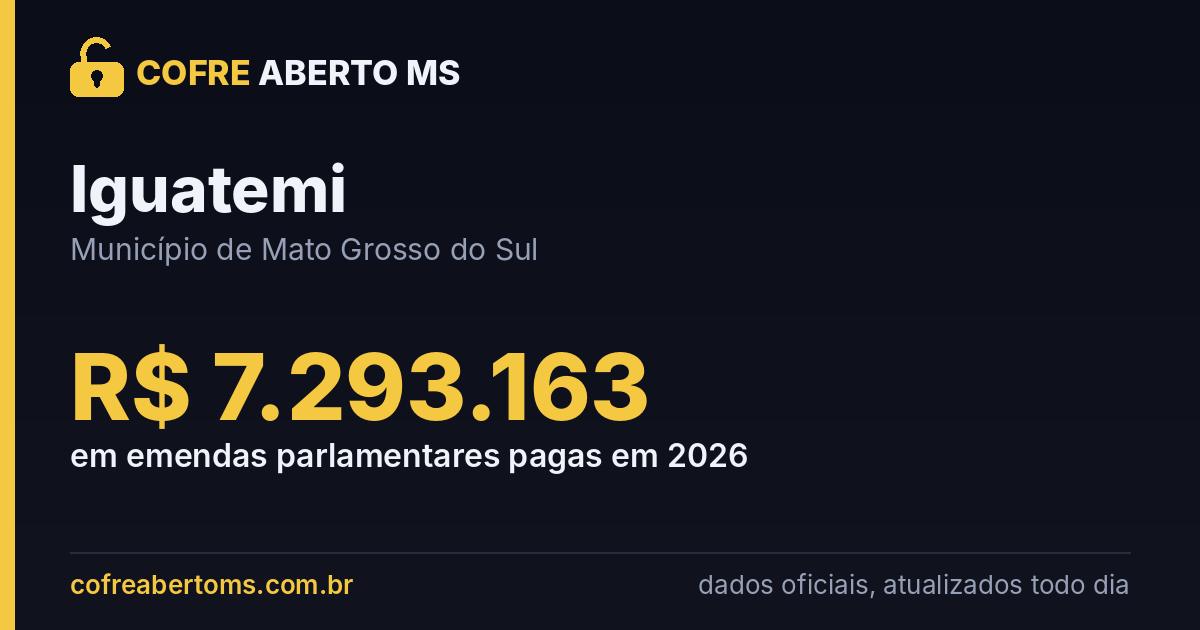 COFRE ABERTO MS
Iguatemi
Município de Mato Grosso do Sul
R$ 7.293.163
em emendas parlamentares pagas em 2026
cofreabertoms.com.br
dados oficiais, atualizados todo dia